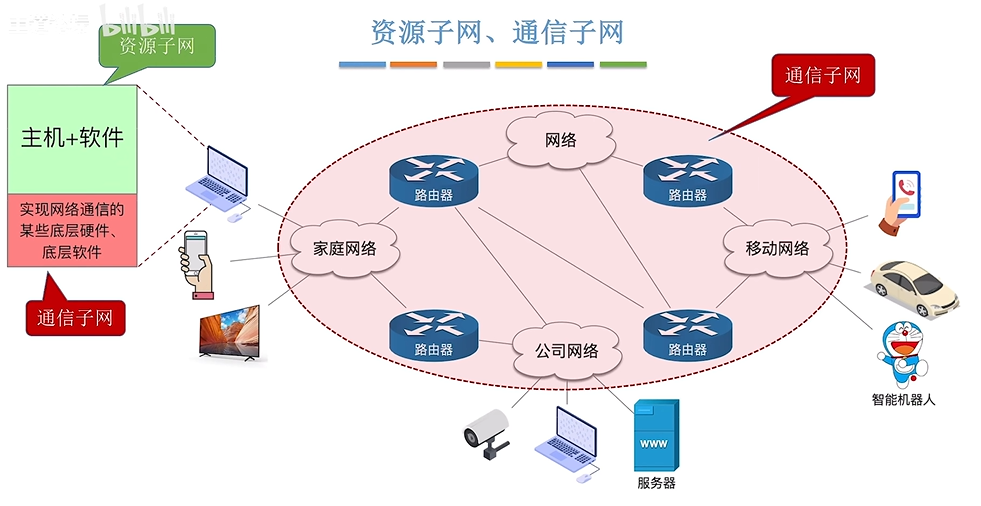 bilibili
资源子网、通信子网
资源子网
通信子网
主机+软件
实现网络通信的
某些底层硬件、
底层软件
通信子网
网络
路由器
路由器
家庭网络
移动网络
路由器
路由器
公司网络
智能机器人
WWW
服务器